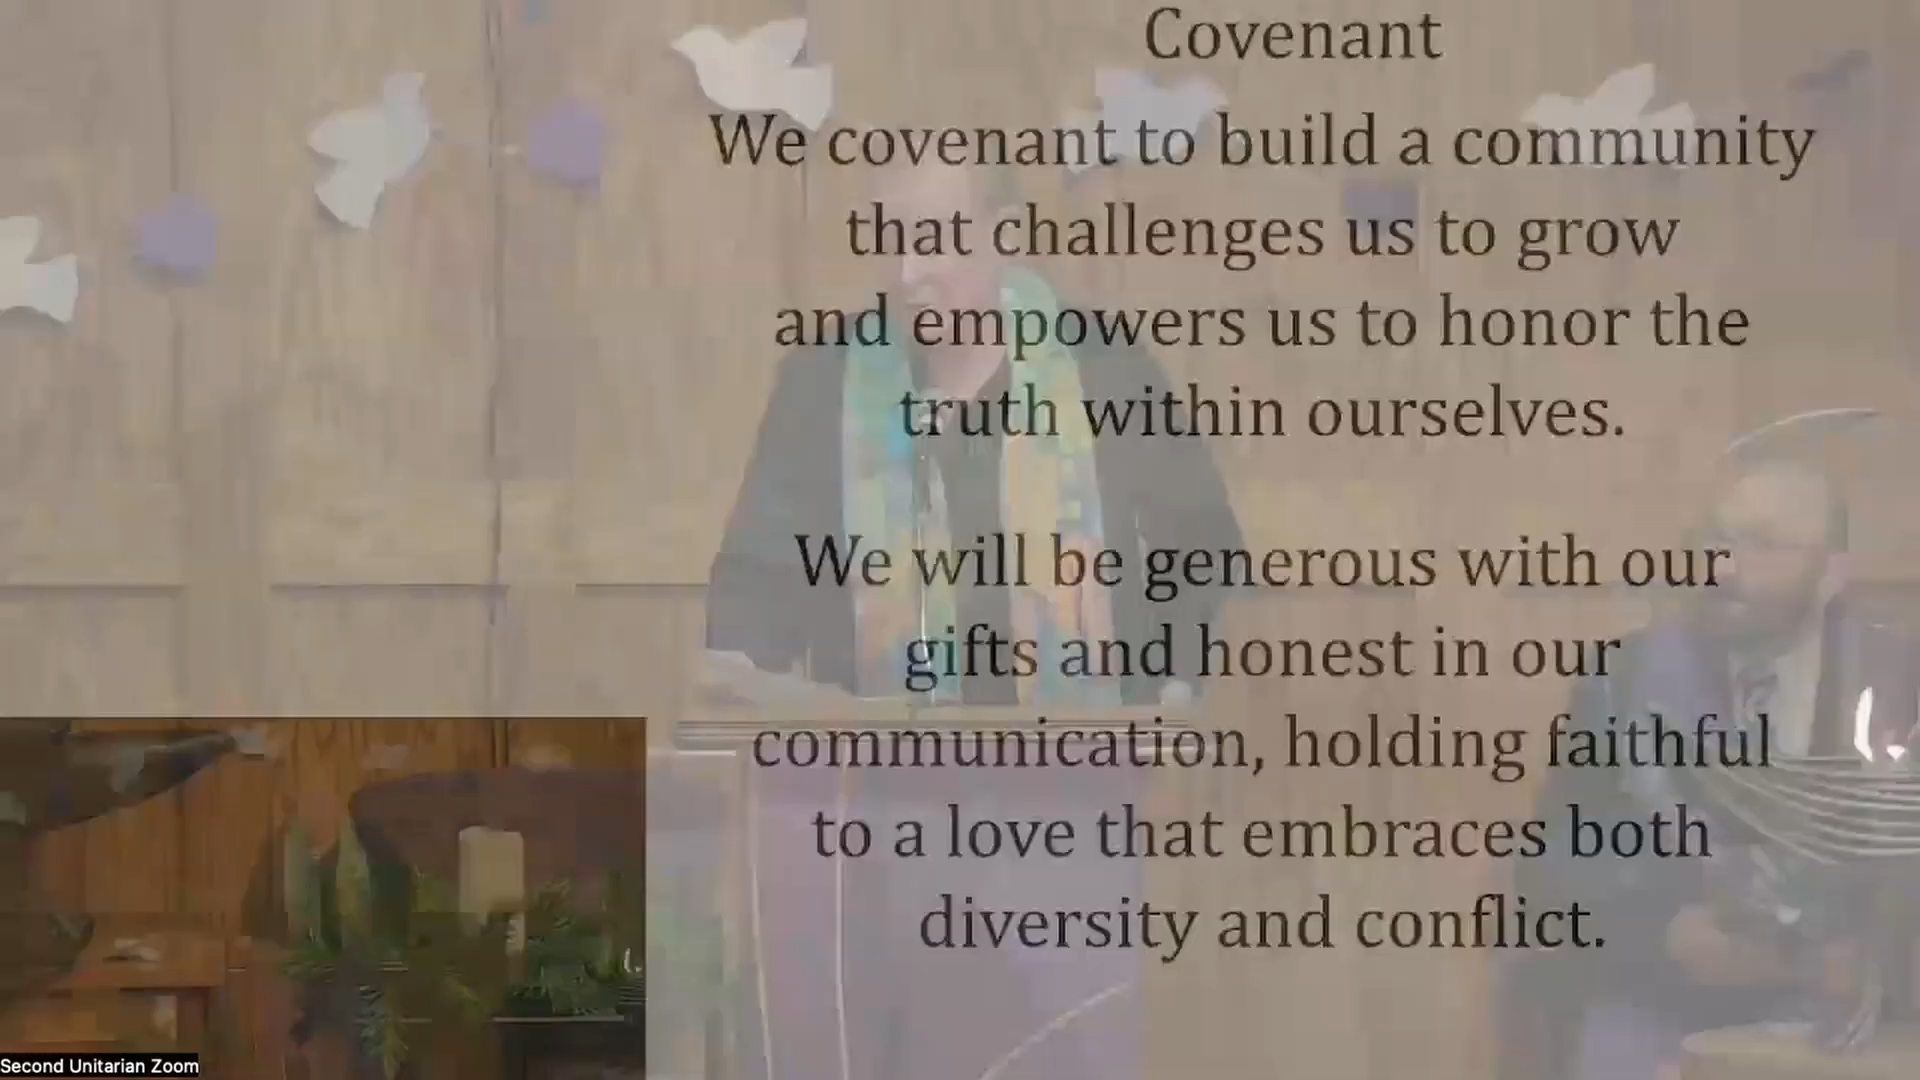 Covenant
We covenant to build a community
that challenges us to grow
and empowers us to honor the
truth within ourselves.
We will be generous with our
gifts and honest in our
communication, holding faithful
to a love that embraces both
diversity and conflict.
Second Unitarian Zoom